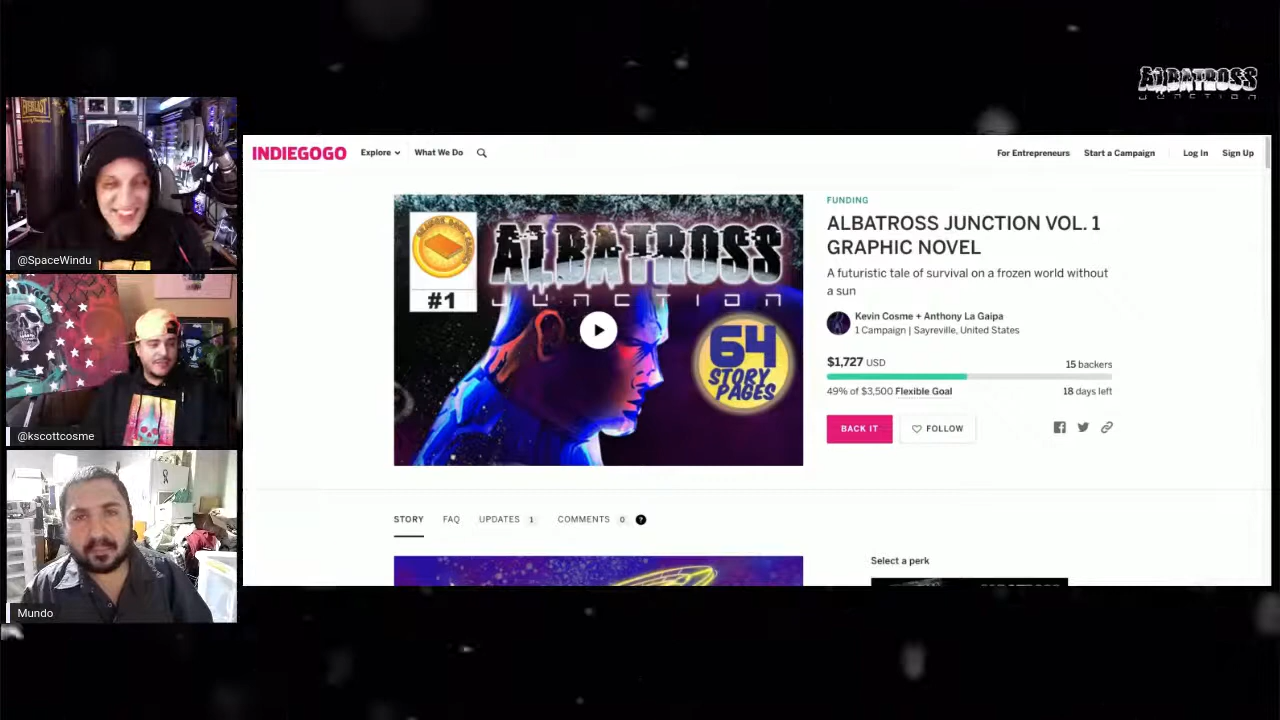 ALBATROSS
JUNCTION
EVERLAST
@SpaceWindu
@kscottcosme
Mundo
INDIEGOGO
Explore
What We Do
For Entrepreneurs
Start a Campaign
Log In
Sign Up
#1
ALBATROSS
JUNCTION
64
STORY
PAGES
FUNDING
ALBATROSS JUNCTION VOL. 1
GRAPHIC NOVEL
A futuristic tale of survival on a frozen world without
a sun
Kevin Cosme + Anthony La Gaipa
1 Campaign | Sayreville, United States
$1,727 USD
15 backers
49% of $3,500 Flexible Goal
18 days left
BACK IT
FOLLOW
STORY
FAQ
UPDATES 1
COMMENTS 0 ?
Select a perk